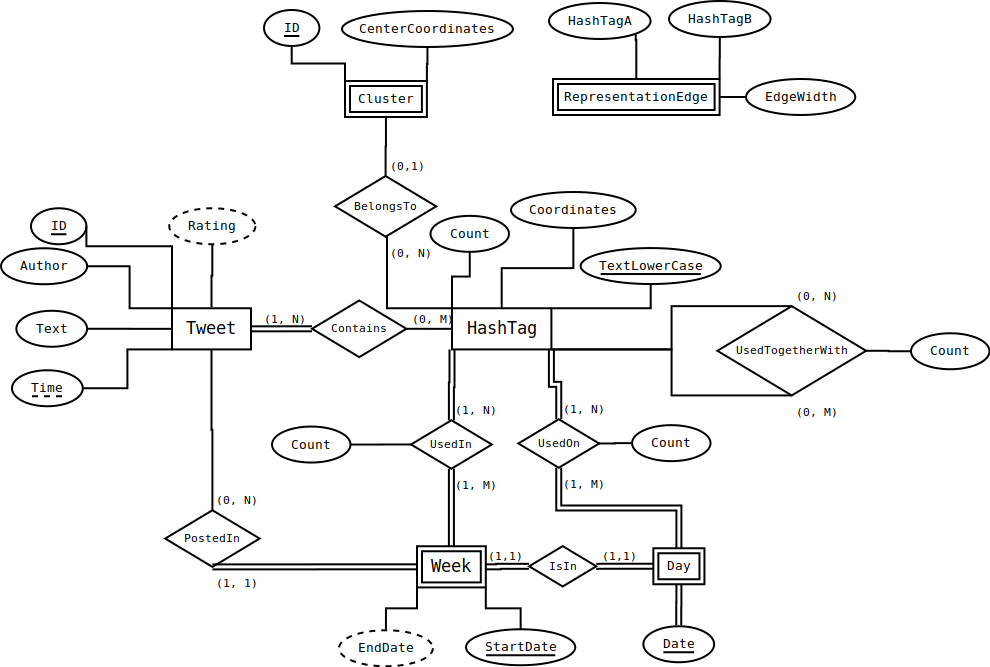 ID
CenterCoordinates
HashTagA
HashTagB
Cluster
RepresentationEdge
EdgeWidth
(0,1)
BelongsTo
ID
Rating
Count
Coordinates
(0, N)
Author
TextLowerCase
(0, N)
Text
Tweet
(1, N)
Contains
(0, M)
HashTag
UsedTogetherWith
Count
Time
(0, M)
(1, N)
(1, N)
Count
UsedIn
UsedOn
Count
(1, M)
(1, M)
(0, N)
PostedIn
(1, 1)
Week
(1,1)
IsIn
(1,1)
Day
EndDate
StartDate
Date